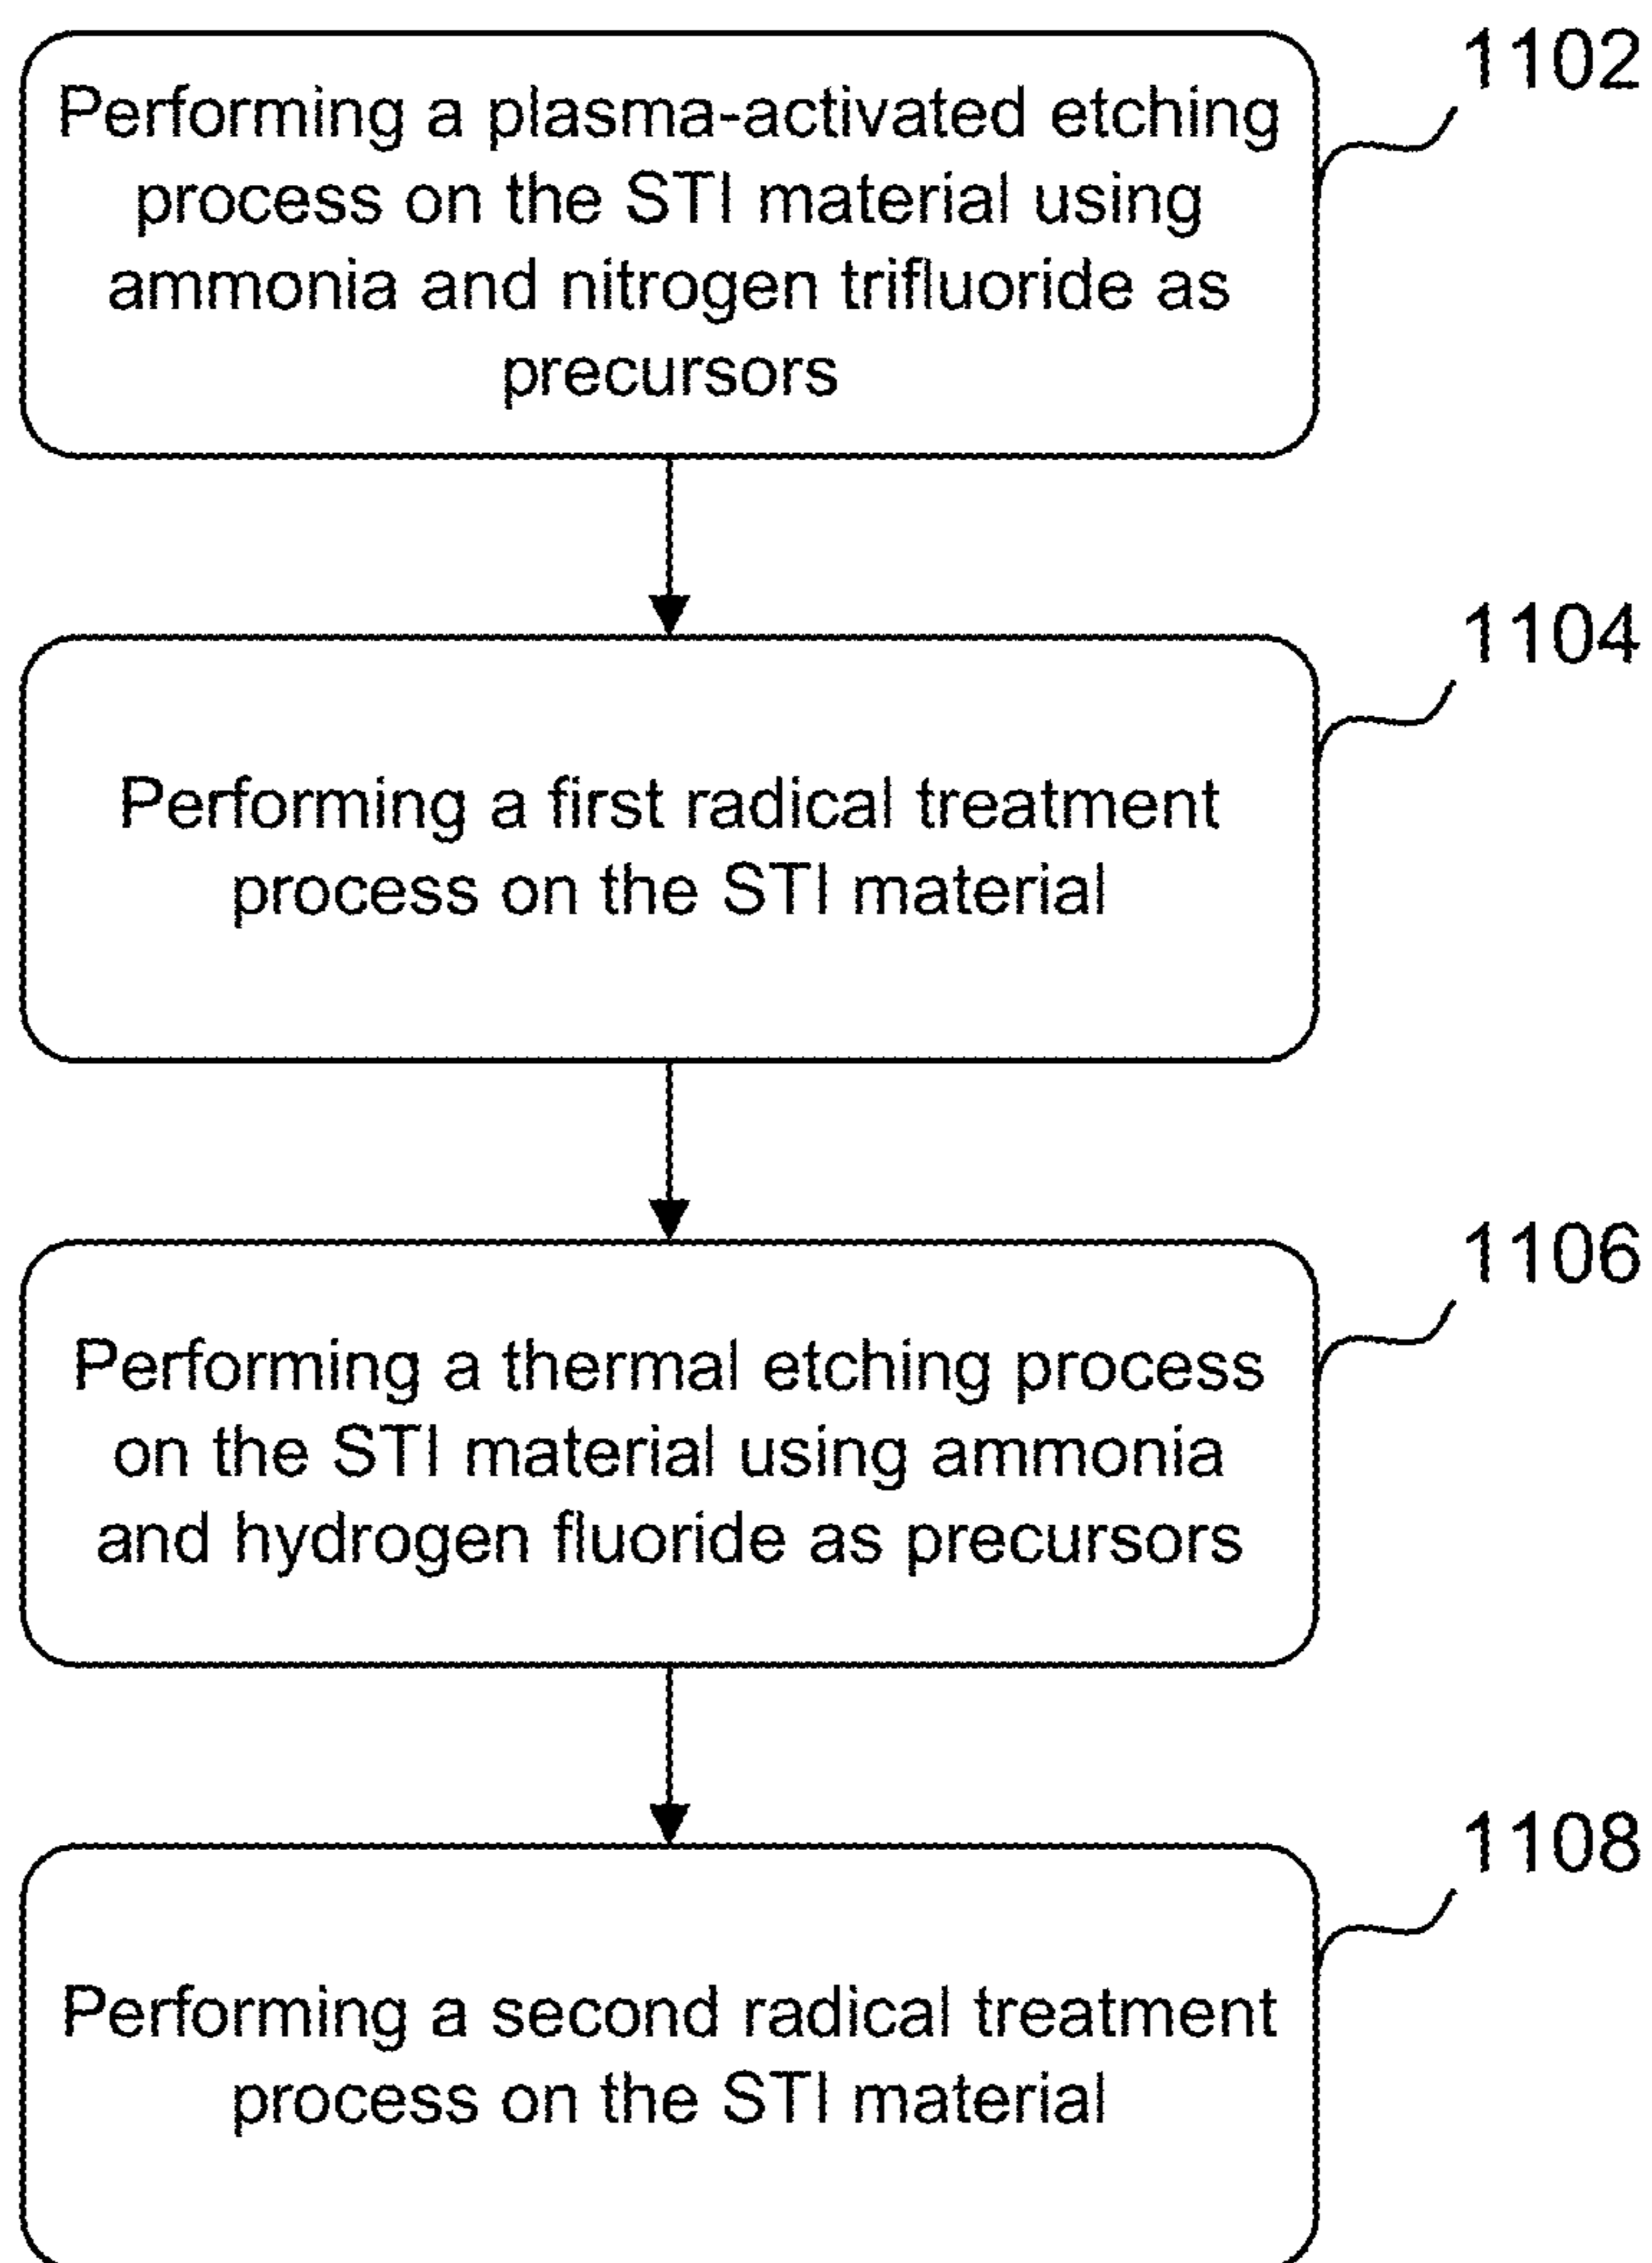 1102
Performing a plasma-activated etching
process on the STI material using
ammonia and nitrogen trifluoride as
precursors
1104
Performing a first radical treatment
process on the STI material
1106
Performing a thermal etching process
on the STI material using ammonia
and hydrogen fluoride as precursors
1108
Performing a second radical treatment
process on the STI material